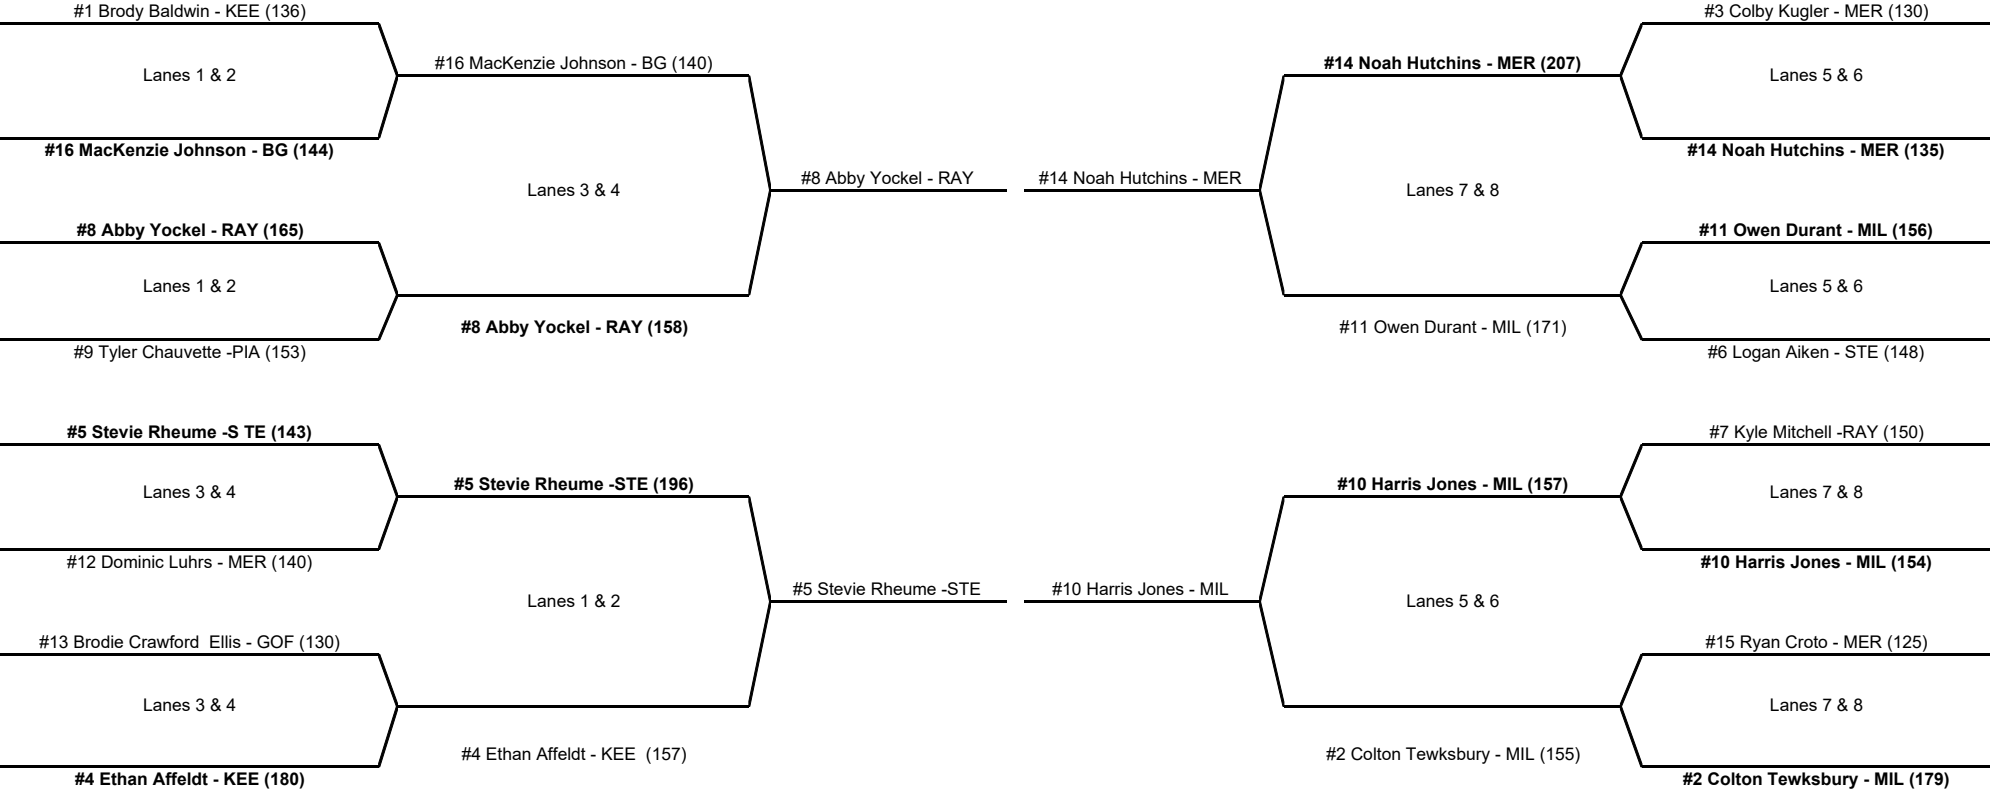 #1 Brody Baldwin - KEE (136)
#3 Colby Kugler - MER (130)
#16 MacKenzie Johnson - BG (140)
#14 Noah Hutchins - MER (207)
Lanes 1 & 2
Lanes 5 & 6
#16 MacKenzie Johnson - BG (144)
#14 Noah Hutchins - MER (135)
#8 Abby Yockel - RAY
#14 Noah Hutchins - MER
Lanes 3 & 4
Lanes 7 & 8
#8 Abby Yockel - RAY (165)
#11 Owen Durant - MIL (156)
Lanes 1 & 2
Lanes 5 & 6
#8 Abby Yockel - RAY (158)
#11 Owen Durant - MIL (171)
#9 Tyler Chauvette -PIA (153)
#6 Logan Aiken - STE (148)
#5 Stevie Rheume -S TE (143)
#7 Kyle Mitchell -RAY (150)
#5 Stevie Rheume -STE (196)
#10 Harris Jones - MIL (157)
Lanes 3 & 4
Lanes 7 & 8
#12 Dominic Luhrs - MER (140)
#10 Harris Jones - MIL (154)
#5 Stevie Rheume -STE
#10 Harris Jones - MIL
Lanes 1 & 2
Lanes 5 & 6
#13 Brodie Crawford  Ellis - GOF (130)
#15 Ryan Croto - MER (125)
Lanes 3 & 4
Lanes 7 & 8
#4 Ethan Affeldt - KEE  (157)
#2 Colton Tewksbury - MIL (155)
#4 Ethan Affeldt - KEE (180)
#2 Colton Tewksbury - MIL (179)